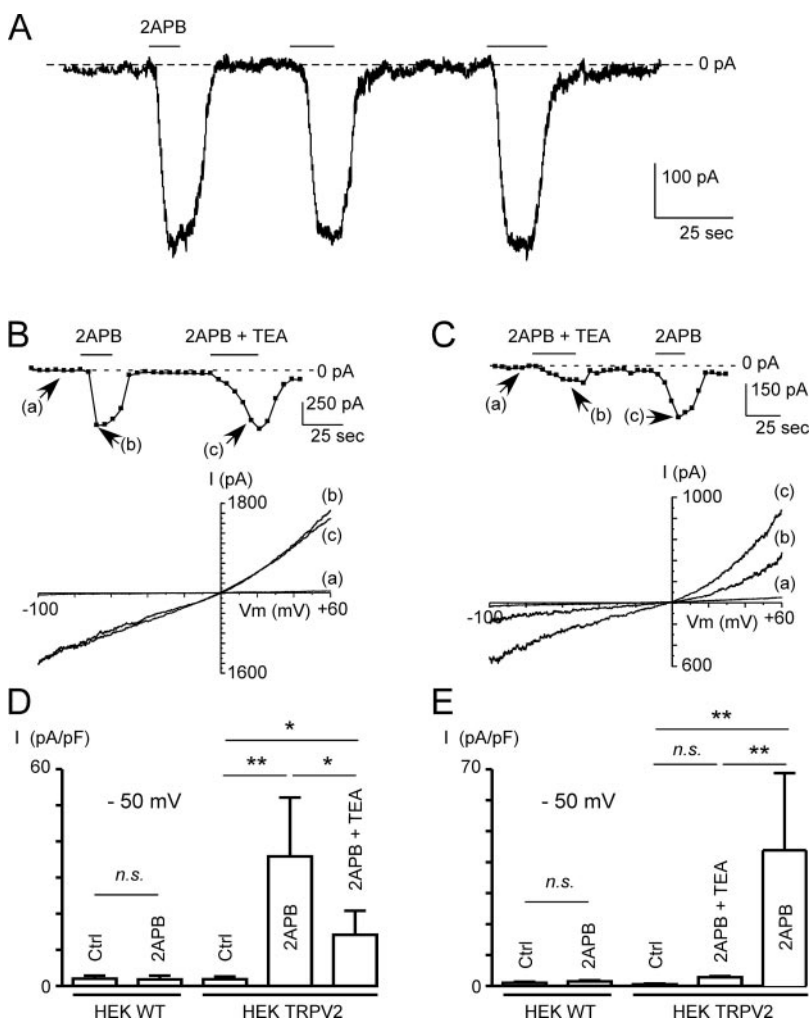 A
2APB
0 pA
100 pA
25 sec
B
2APB
2APB + TEA
0 pA
(a)
(b)
(c)
250 pA
25 sec
I (pA)
1800
(b)
(c)
(a)
-100
Vm (mV)
+60
1600
C
2APB + TEA
2APB
0 pA
(a)
(b)
(c)
150 pA
25 sec
I (pA)
1000
(c)
(b)
(a)
-100
Vm (mV)
+60
600
D
I (pA/pF)
60
- 50 mV
*
**
*
n.s.
Ctrl
2APB
Ctrl
2APB
2APB + TEA
0
HEK WT
HEK TRPV2
E
I (pA/pF)
70
- 50 mV
**
n.s.
**
n.s.
Ctrl
2APB
Ctrl
2APB + TEA
2APB
0
HEK WT
HEK TRPV2